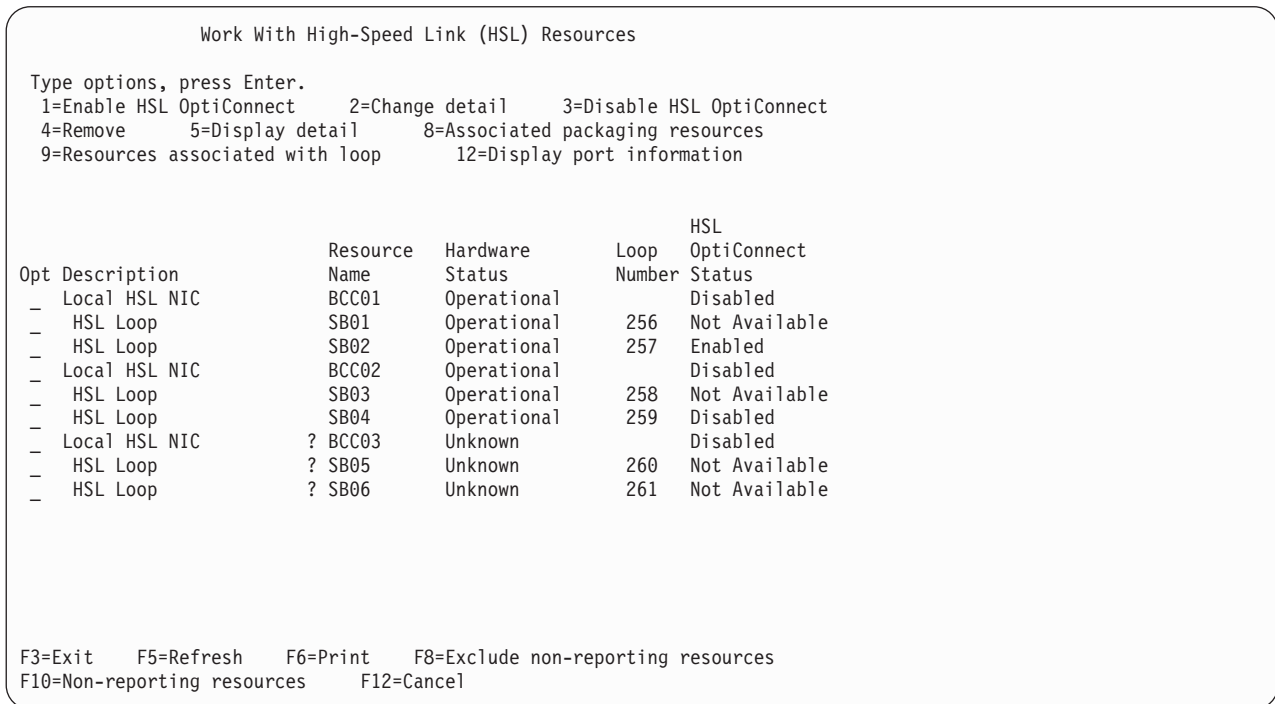 Work With High-Speed Link (HSL) Resources
Type options, press Enter.
1=Enable HSL OptiConnect 2=Change detail 3=Disable HSL OptiConnect
4=Remove 5=Display detail 8=Associated packaging resources
9=Resources associated with loop 12=Display port information
HSL
Resource Hardware Loop OptiConnect
Opt Description Name Status Number Status
_ Local HSL NIC BCC01 Operational Disabled
_ HSL Loop SB01 Operational 256 Not Available
_ HSL Loop SB02 Operational 257 Enabled
_ Local HSL NIC BCC02 Operational Disabled
_ HSL Loop SB03 Operational 258 Not Available
_ HSL Loop SB04 Operational 259 Disabled
_ Local HSL NIC ? BCC03 Unknown Disabled
_ HSL Loop ? SB05 Unknown 260 Not Available
_ HSL Loop ? SB06 Unknown 261 Not Available
F3=Exit F5=Refresh F6=Print F8=Exclude non-reporting resources
F10=Non-reporting resources F12=Cancel